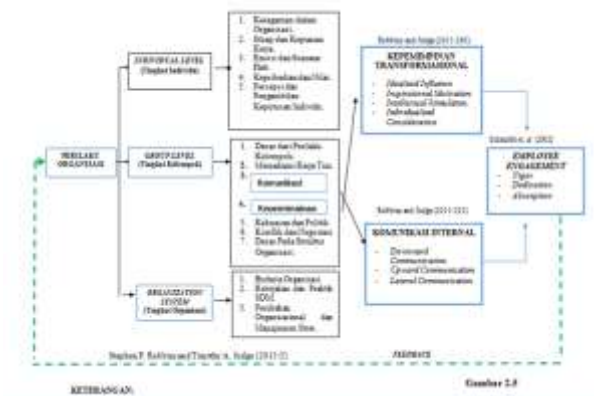 INDIVIDUAL LEVEL
(Tingkat Individu)
1. Keragaman dalam
Organisasi.
2. Sikap dan Kepuasan
Kerja.
3. Emosi dan Suasana
Hati.
4. Kepribadian dan Nilai.
5. Persepsi dan
Pengambilan
Keputusan Individu.
PERILAKU
ORGANISASI
GROUP LEVEL
(Tingkat Kelompok)
1. Dasar dari Perilaku
Kelompok.
2. Memahami Kerja Tim.
3. Komunikasi
4. Kepemimpinan
5. Kekuasaan dan Politik.
6. Konflik dan Negosiasi
7. Dasar Pada Struktur
Organisasi.
ORGANIZATION
SYSTEM
(Tingkat Organisasi)
1. Budaya Organisasi.
2. Kebijakan dan Praktik
SDM.
3. Perubahan
Organisasional dan
Manajemen Stres.
Robbins and Judge
KEPEMIMPINAN
TRANSFORMASIONAL
- Idealized Influence
- Inspirational Motivation
- Intellectual Stimulation
- Individualized
Consideration
Robbins and Judge
KOMUNIKASI INTERNAL
- Downward
Communication
- Upward Communication
- Lateral Communication
EMPLOYEE
ENGAGEMENT
- Vigor
- Dedication
- Absorption
Stephen P. Robbins and Timothy A. Judge
FEEDBACK
Gambar 2.5
KETERANGAN: